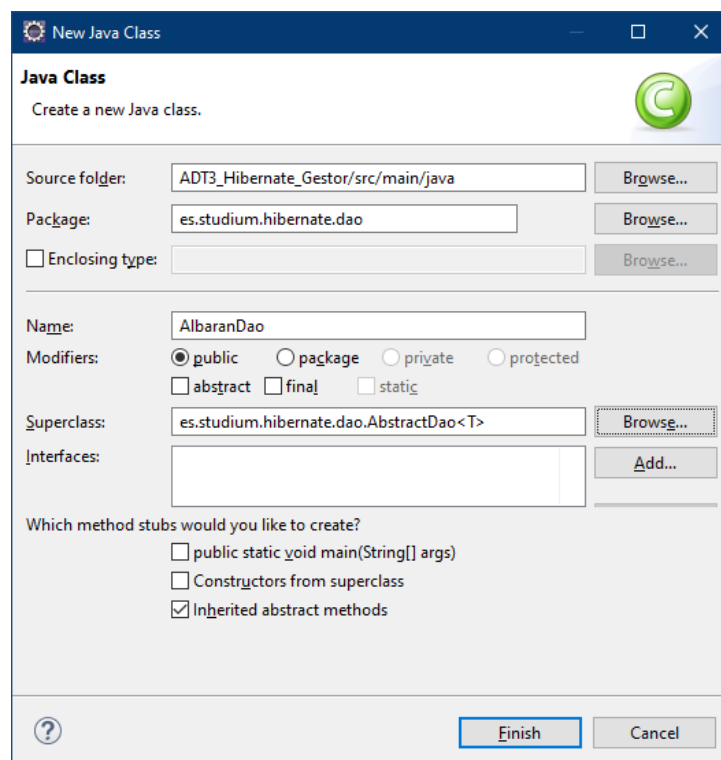 New Java Class
Java Class
Create a new Java class.
Source folder: ADT3_Hibernate_Gestor/src/main/java Browse...
Package: es.studium.hibernate.dao Browse...
Enclosing type: Browse...
Name: AlbaranDao
Modifiers: public package private protected
abstract final static
Superclass: es.studium.hibernate.dao.AbstractDao<T> Browse...
Interfaces: Add...
Which method stubs would you like to create?
public static void main(String[] args)
Constructors from superclass
Inherited abstract methods
? Finish Cancel